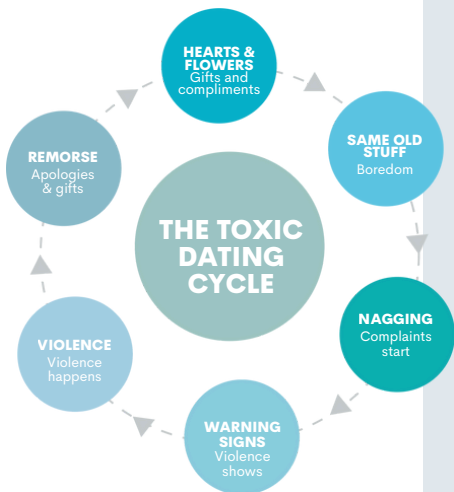 HEARTS &
FLOWERS
Gifts and
compliments
SAME OLD
STUFF
Boredom
NAGGING
Complaints
start
WARNING
SIGNS
Violence
shows
VIOLENCE
Violence
happens
REMORSE
Apologies
& gifts
THE TOXIC
DATING
CYCLE